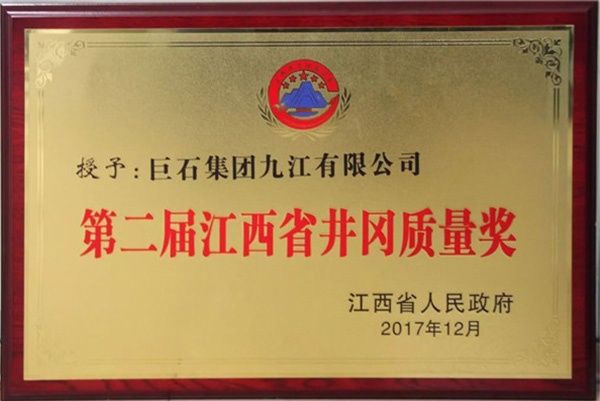 授予：巨石集团九江有限公司
第二届江西省井冈质量奖
江西省人民政府
2017年12月